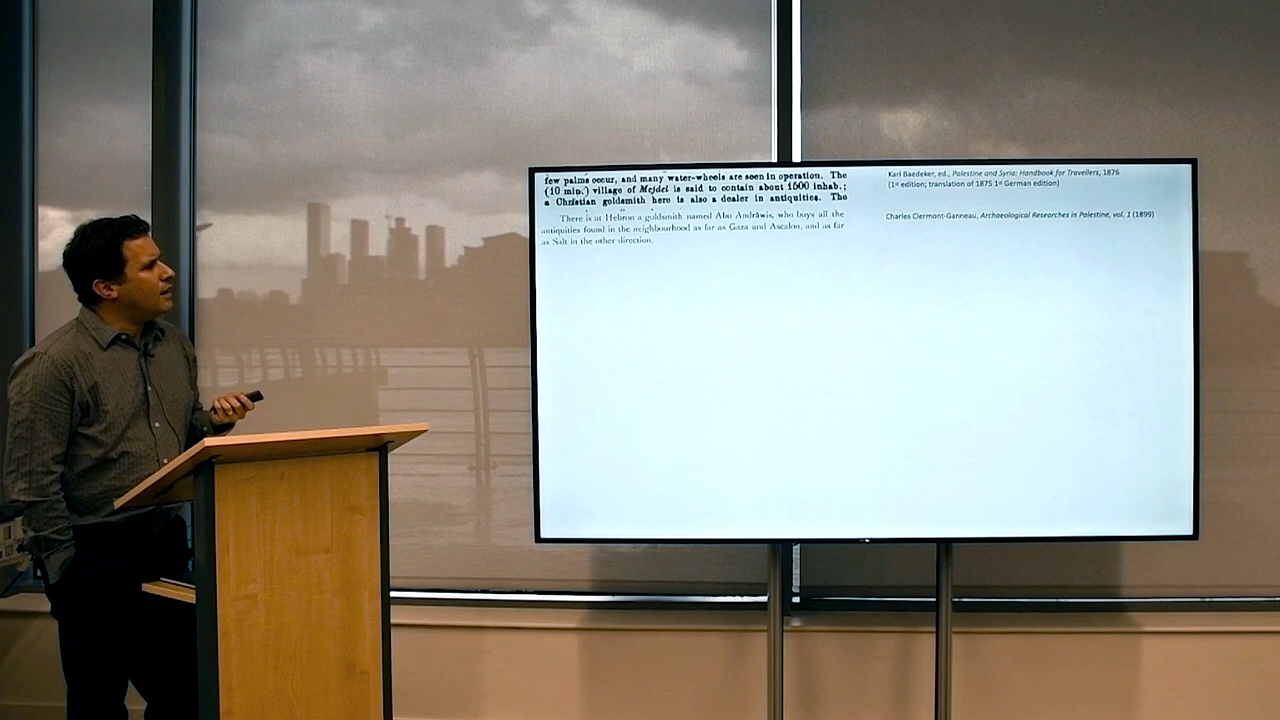 few palms occur, and many water-wheels are seen in operation. The
(10 min.) village of Mejdel is said to contain about 1500 inhab.;
a Christian goldsmith here is also a dealer in antiquities. The
There is at Hebron a goldsmith named Abu Andrâwis, who buys all the
antiquities found in the neighbourhood as far as Gaza and Ascalon, and as far
as Salt in the other direction.
Karl Baedeker, ed., Palestine and Syria: Handbook for Travellers, 1876
(1st edition; translation of 1875 1st German edition)
Charles Clermont-Ganneau, Archaeological Researches in Palestine, vol. 1 (1899)